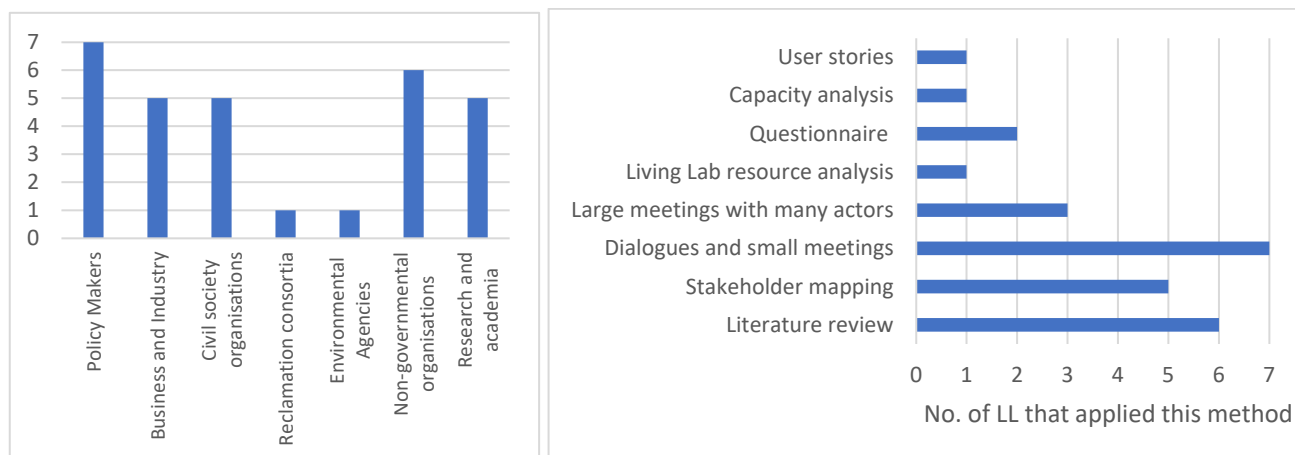 7
6
5
4
3
2
1
0
Policy Makers
Business and Industry
Civil society
organisations
Reclamation consortia
Environmental
Agencies
Non-governmental
organisations
Research and
academia
User stories
Capacity analysis
Questionnaire
Living Lab resource analysis
Large meetings with many actors
Dialogues and small meetings
Stakeholder mapping
Literature review
0 1 2 3 4 5 6 7
No. of LL that applied this method